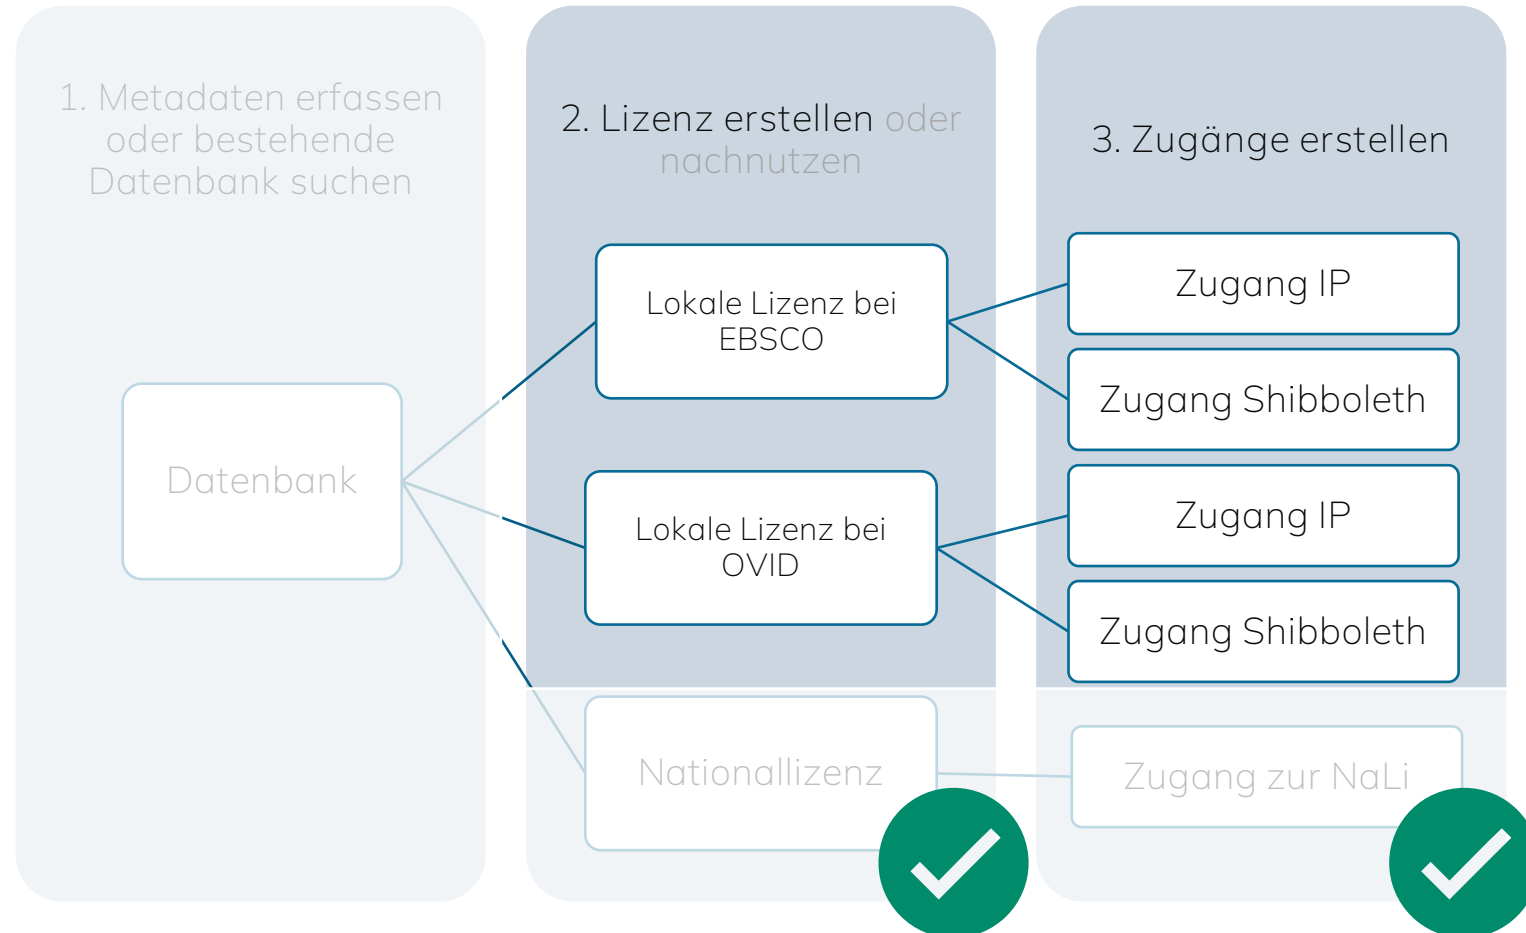 1. Metadaten erfassen
oder bestehende
Datenbank suchen
Datenbank
2. Lizenz erstellen oder
nachnutzen
Lokale Lizenz bei
EBSCO
Lokale Lizenz bei
OVID
Nationallizenz
3. Zugänge erstellen
Zugang IP
Zugang Shibboleth
Zugang IP
Zugang Shibboleth
Zugang zur NaLi